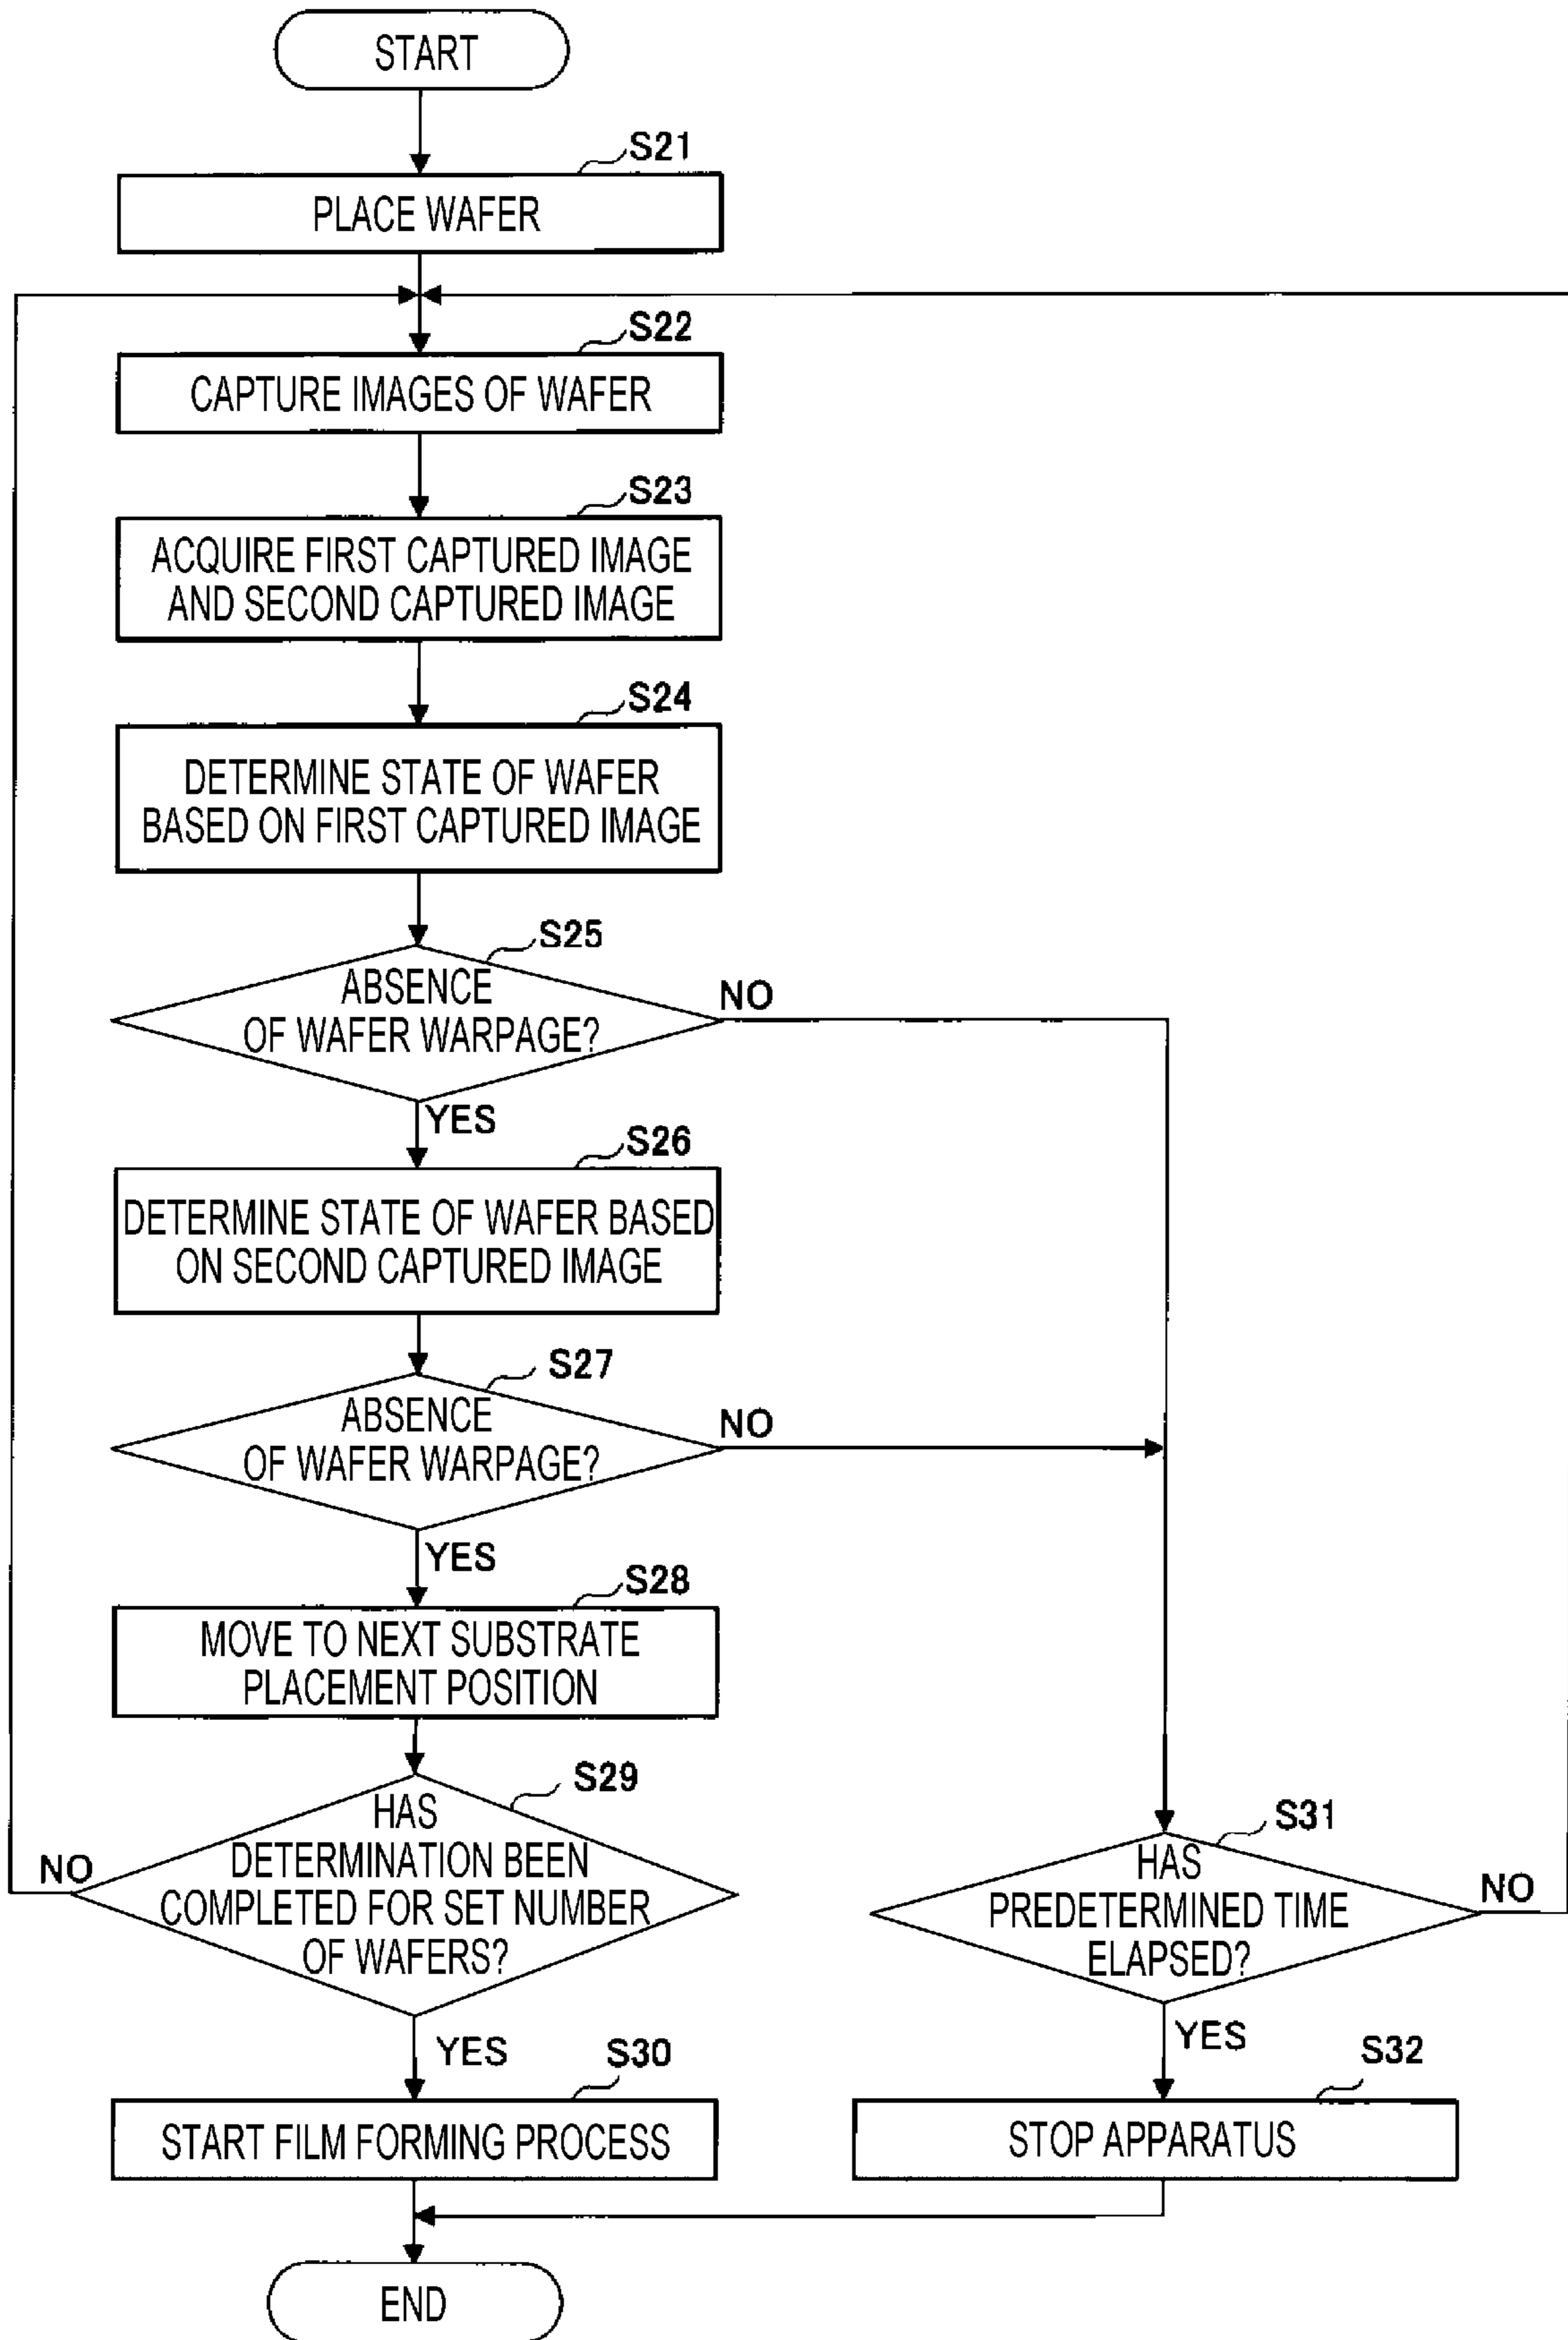 START
S21
PLACE WAFER
S22
CAPTURE IMAGES OF WAFER
S23
ACQUIRE FIRST CAPTURED IMAGE
AND SECOND CAPTURED IMAGE
S24
DETERMINE STATE OF WAFER
BASED ON FIRST CAPTURED IMAGE
S25
ABSENCE
OF WAFER WARPAGE?
NO
YES
S26
DETERMINE STATE OF WAFER BASED
ON SECOND CAPTURED IMAGE
S27
ABSENCE
OF WAFER WARPAGE?
NO
YES
S28
MOVE TO NEXT SUBSTRATE
PLACEMENT POSITION
S29
HAS
DETERMINATION BEEN
COMPLETED FOR SET NUMBER
OF WAFERS?
NO
YES
S30
START FILM FORMING PROCESS
S31
HAS
PREDETERMINED TIME
ELAPSED?
NO
YES
S32
STOP APPARATUS
END